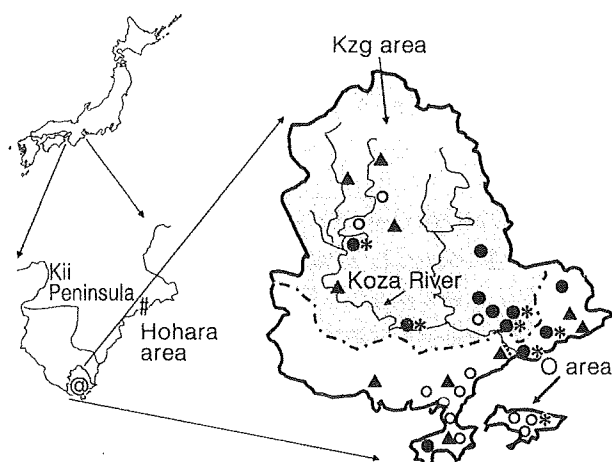 Kzg area
Koza River
Kii
Peninsula
#
Hohara
area
@
O area